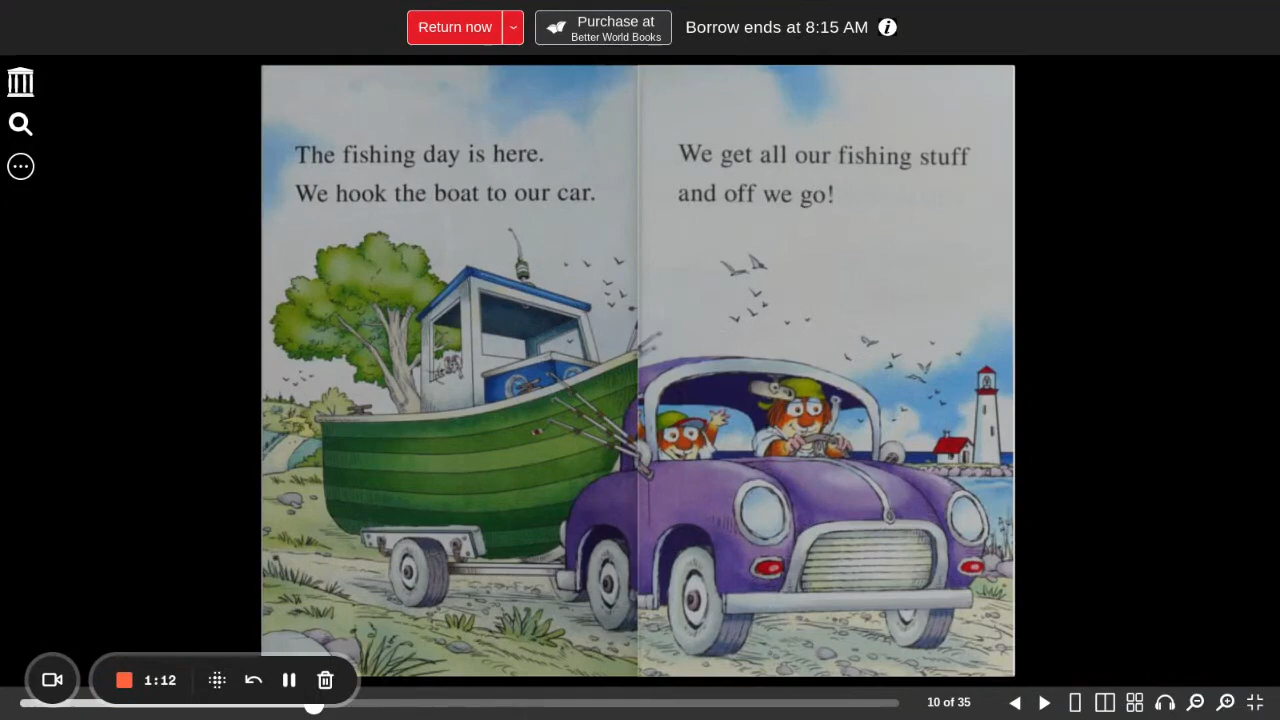 Return now
Purchase at
Better World Books
Borrow ends at 8:15 AM
The fishing day is here.
We hook the boat to our car.
We get all our fishing stuff
and off we go!
1:12
10 of 35